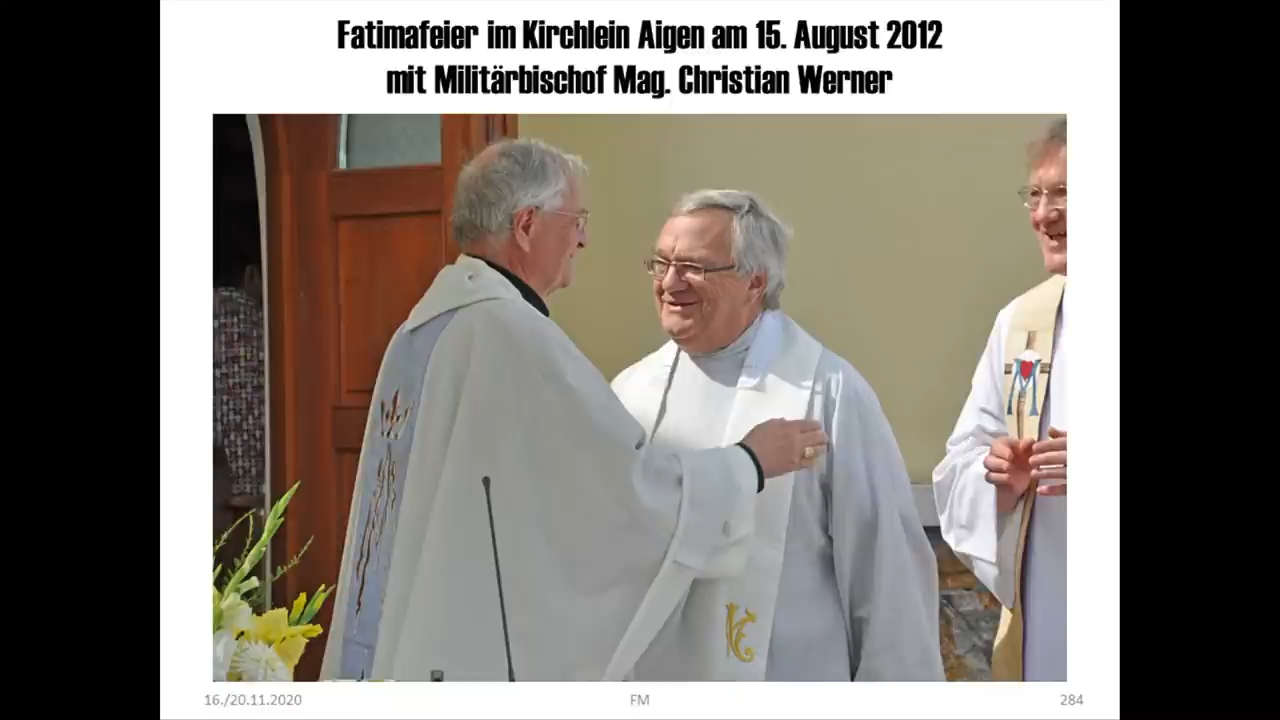 Fatimafeier im Kirchlein Aigen am 15. August 2012
mit Militärbischof Mag. Christian Werner
16./20.11.2020
FM
284